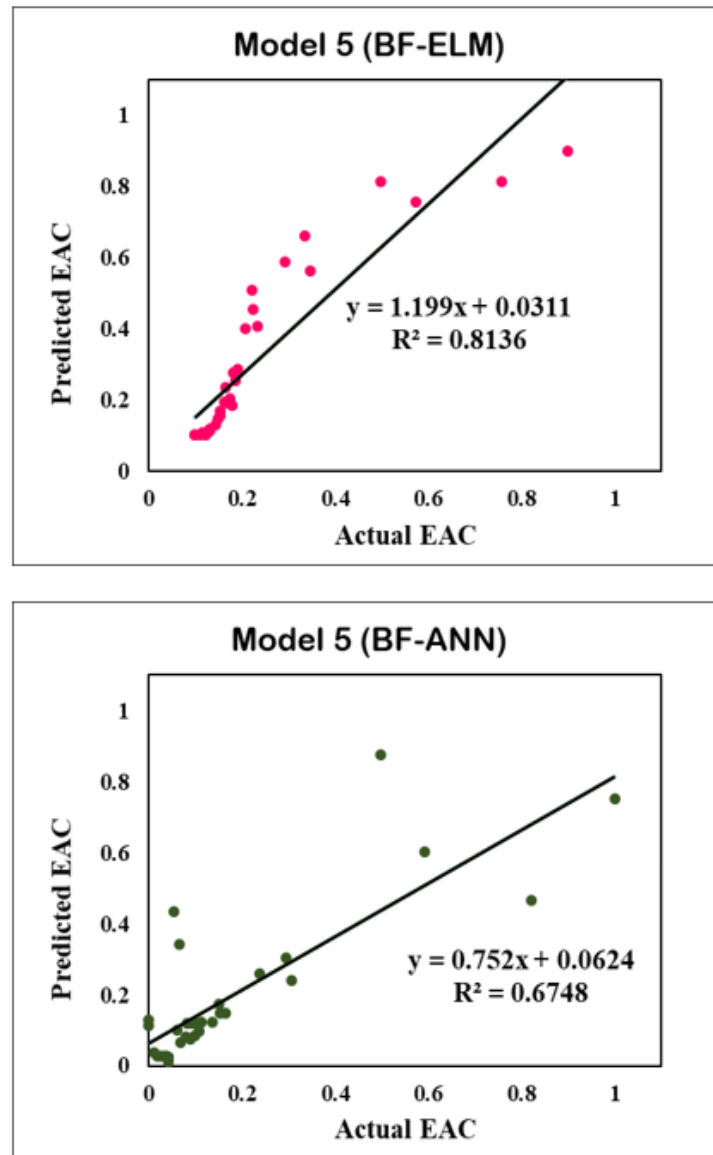 Model 5 (BF-ELM)
1
0.8
0.6
0.4
0.2
0
Predicted EAC
y = 1.199x + 0.0311
R² = 0.8136
0 0.2 0.4 0.6 0.8 1
Actual EAC
Model 5 (BF-ANN)
1
0.8
0.6
0.4
0.2
0
Predicted EAC
y = 0.752x + 0.0624
R² = 0.6748
0 0.2 0.4 0.6 0.8 1
Actual EAC